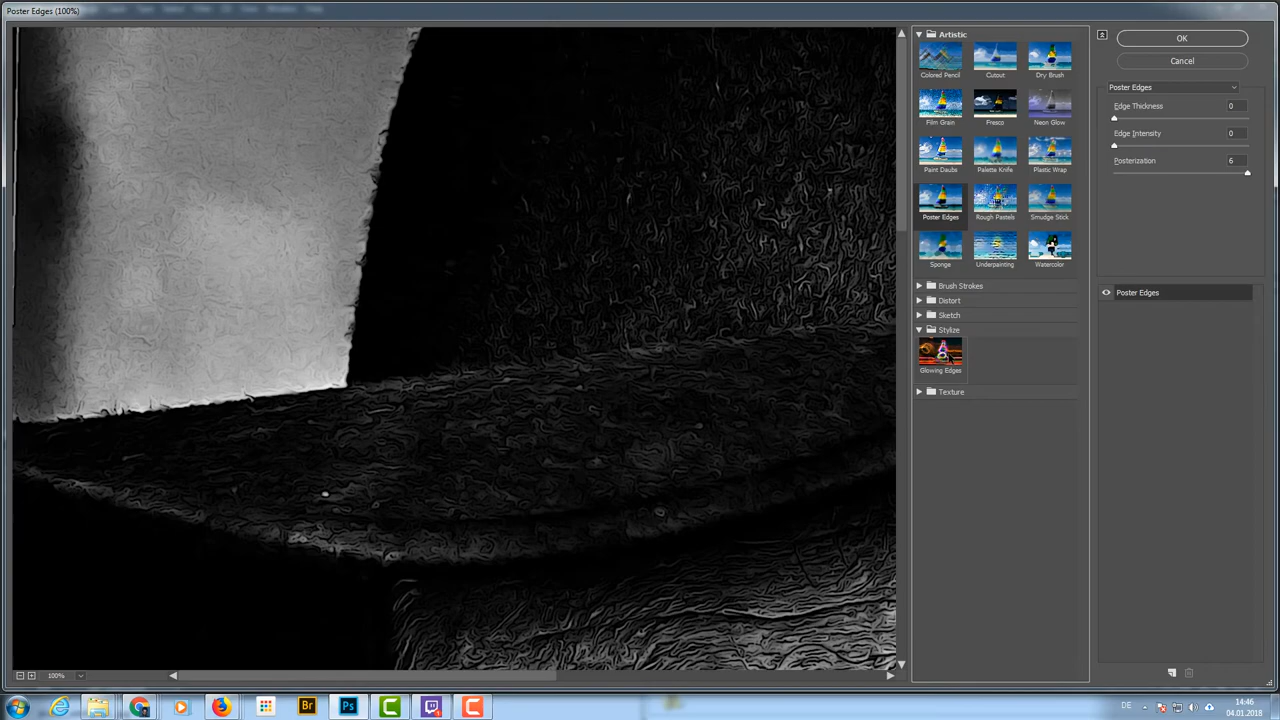 Poster Edges (100%)
Artistic
Colored Pencil
Cutout
Dry Brush
Film Grain
Fresco
Neon Glow
Paint Daubs
Palette Knife
Plastic Wrap
Poster Edges
Rough Pastels
Smudge Stick
Sponge
Underpainting
Watercolor
Brush Strokes
Distort
Sketch
Stylize
Glowing Edges
Texture
OK
Cancel
Poster Edges
Edge Thickness 0
Edge Intensity 0
Posterization 6
Poster Edges
100%
Br
Ps
DE
14:46
04.01.2018